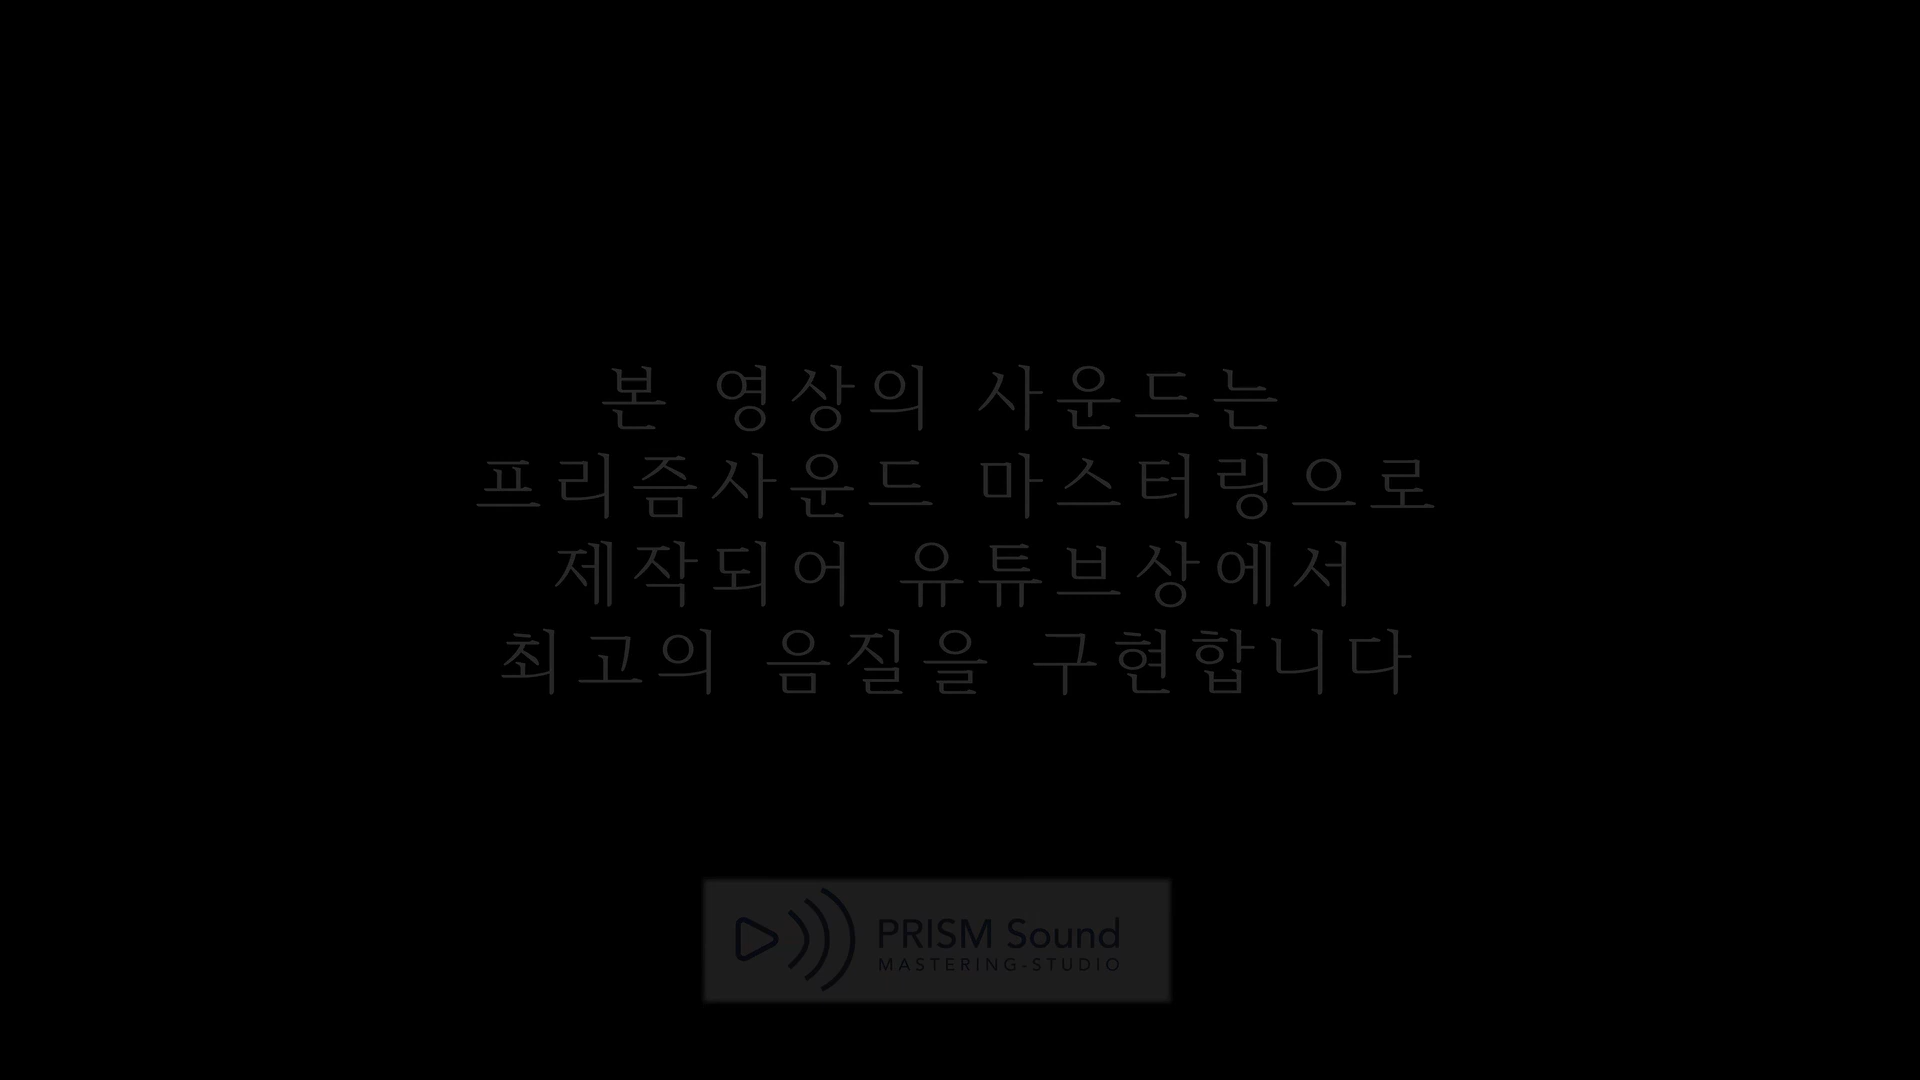 본 영상의 사운드는
프리즘사운드 마스터링으로
제작되어 유튜브상에서
최고의 음질을 구현합니다
PRISM Sound
MASTERING-STUDIO